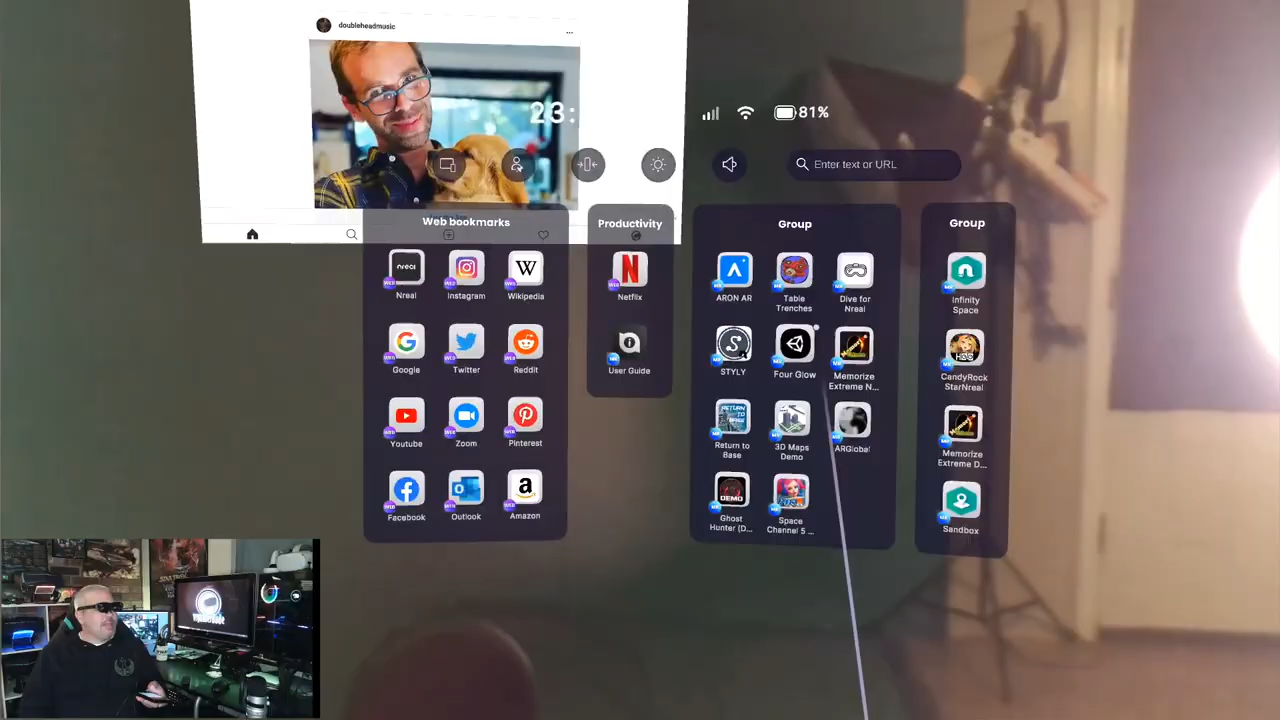 doubleheadmusic
...
23:
81%
Enter text or URL
Web bookmarks
Nreal
Instagram
Wikipedia
Google
Twitter
Reddit
Youtube
Zoom
Pinterest
Facebook
Outlook
Amazon
Productivity
Netflix
User Guide
Group
ARON AR
Table
Trenches
Dive for
Nreal
STYLY
Four Glow
Memorize
Extreme N...
Return to
Base
3D Maps
Demo
ARGlobal
Ghost
Hunter (D...
Space
Channel 5 ...
Group
Infinity
Space
CandyRock
StarNreal
Memorize
Extreme D...
Sandbox